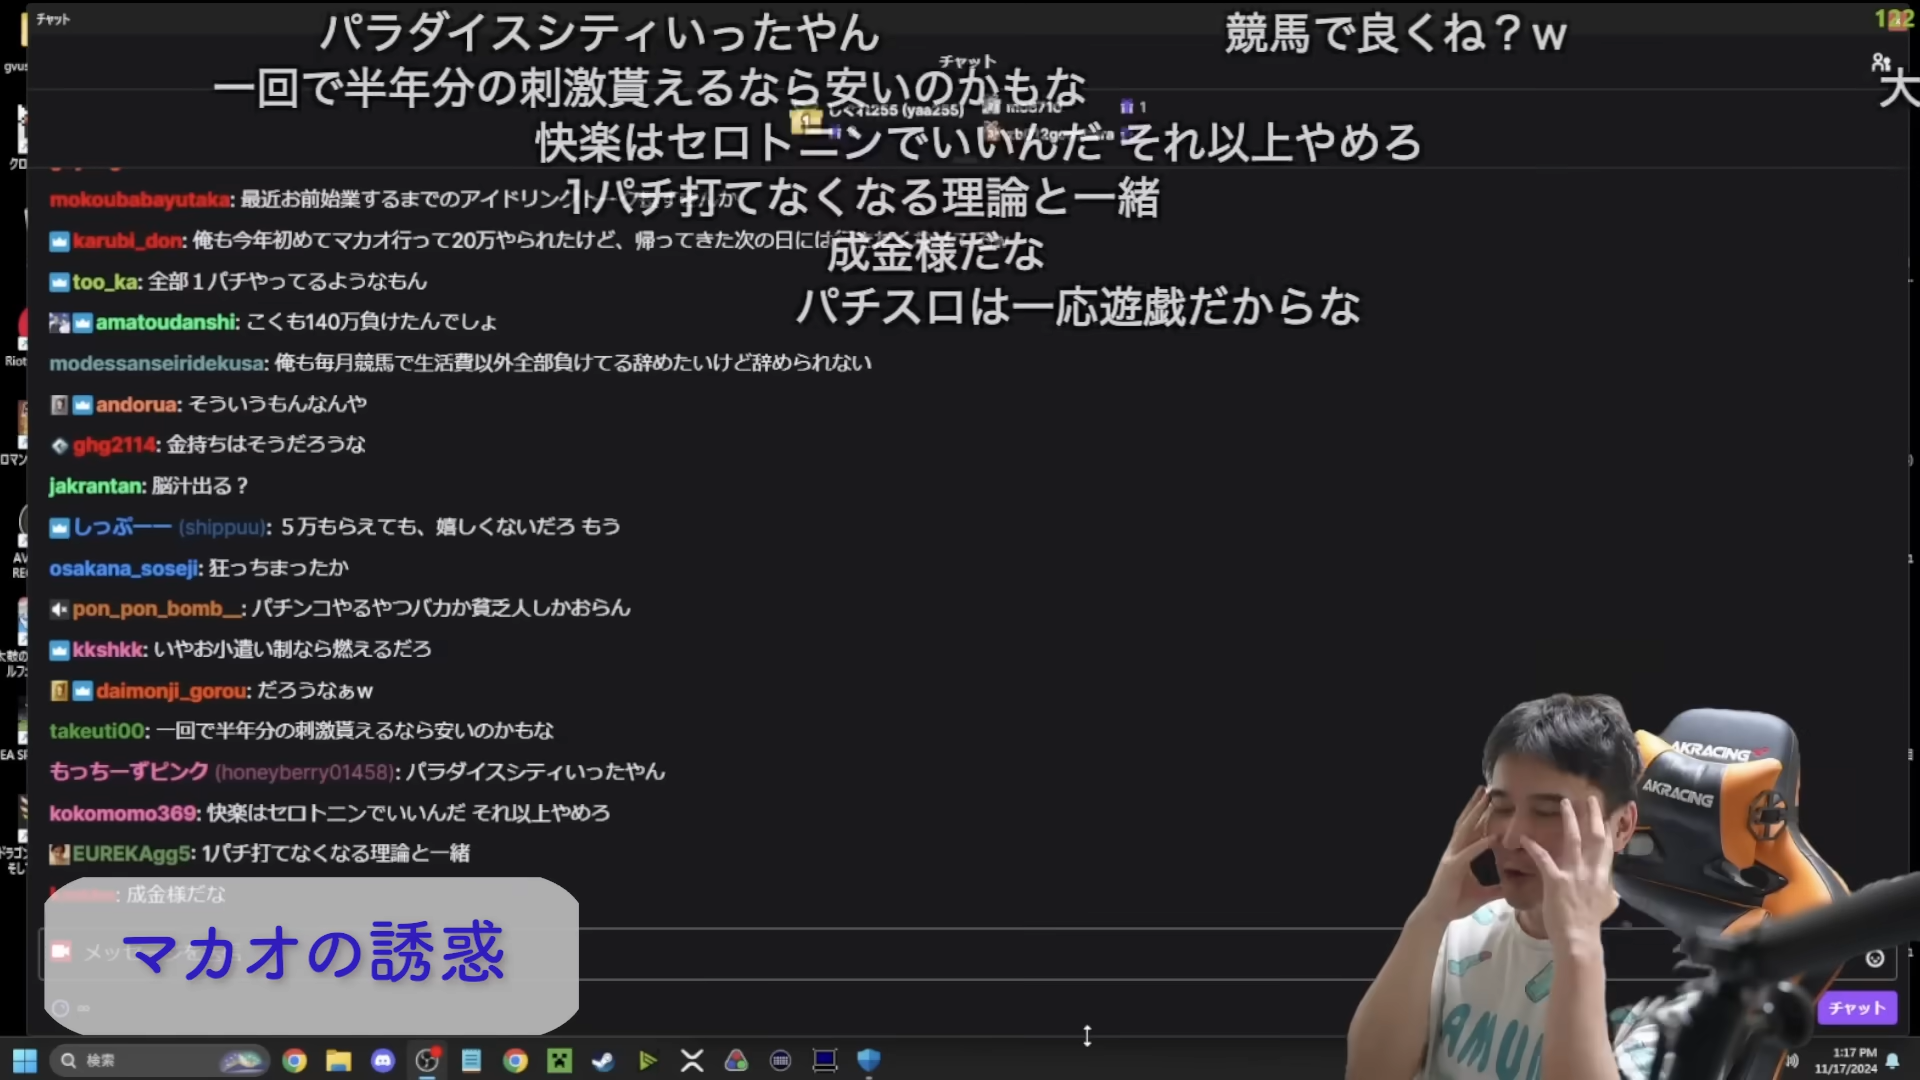 チャット
パラダイスシティいったやん
競馬で良くね？w
122
チャット
一回で半年分の刺激貰えるなら安いのかもな
大
しぐれ255 (yaa255)
1
快楽はセロトニンでいいんだ それ以上やめろ
1パチ打てなくなる理論と一緒
成金様だな
パチスロは一応遊戯だからな
mokoubabayutaka: 最近お前始業するまでのアイドリング
karubi_don: 俺も今年初めてマカオ行って20万やられたけど、帰ってきた次の日には
too_ka: 全部１パチやってるようなもん
amatoudanshi: こくも140万負けたんでしょ
modessanseiridekusa: 俺も毎月競馬で生活費以外全部負けてる辞めたいけど辞められない
andorua: そういうもんなんや
ghg2114: 金持ちはそうだろうな
jakrantan: 脳汁出る？
しっぷーー (shippuu): ５万もらえても、嬉しくないだろ もう
osakana_soseji: 狂っちまったか
pon_pon_bomb__: パチンコやるやつバカか貧乏人しかおらん
kkshkk: いやお小遣い制なら燃えるだろ
daimonji_gorou: だろうなぁw
takeuti00: 一回で半年分の刺激貰えるなら安いのかもな
もっちーずピンク (honeyberry01458): パラダイスシティいったやん
kokomomo369: 快楽はセロトニンでいいんだ それ以上やめろ
EUREKAgg5: 1パチ打てなくなる理論と一緒
: 成金様だな
マカオの誘惑
チャット
AKRACING
AKRACING
検索
1:17 PM
11/17/2024